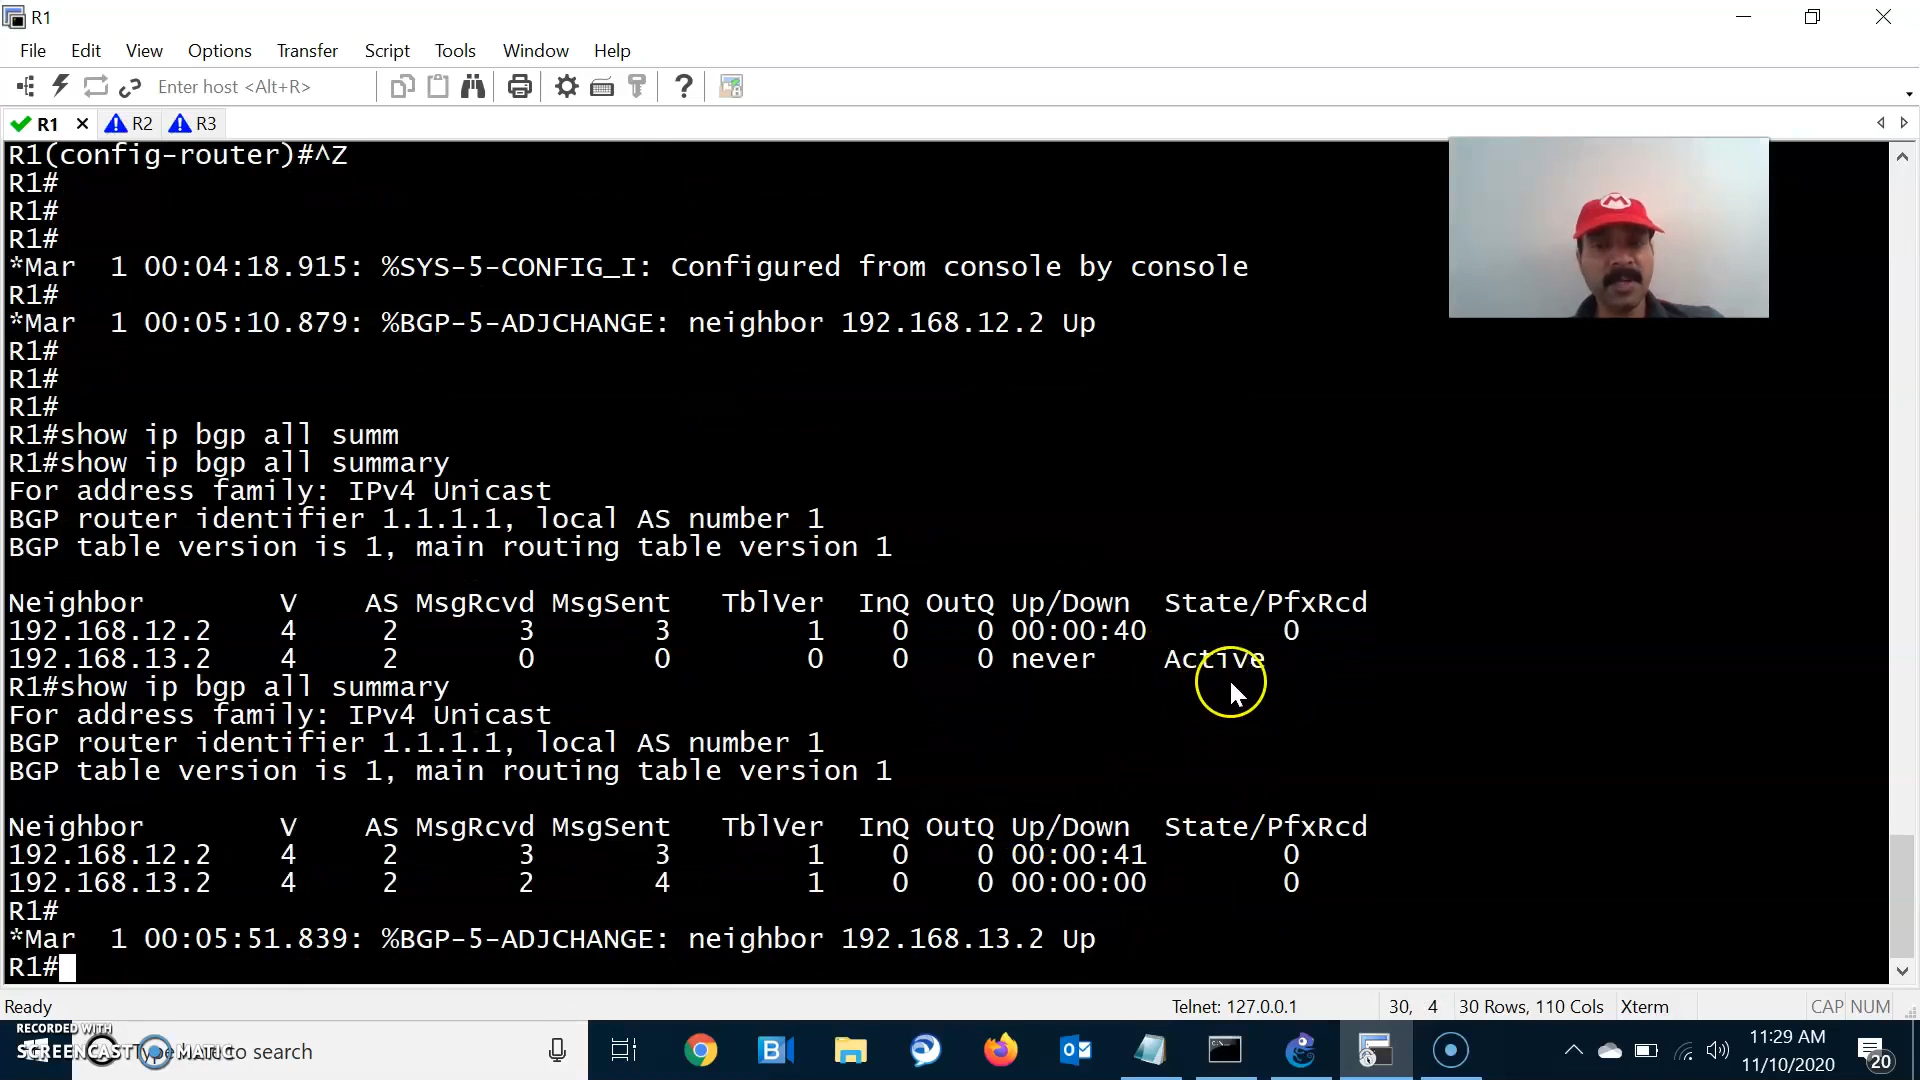 R1
File Edit View Options Transfer Script Tools Window Help
Enter host <Alt+R>
R1 R2 R3
R1(config-router)#^Z
R1#
R1#
R1#
*Mar  1 00:04:18.915: %SYS-5-CONFIG_I: Configured from console by console
R1#
*Mar  1 00:05:10.879: %BGP-5-ADJCHANGE: neighbor 192.168.12.2 Up
R1#
R1#
R1#
R1#show ip bgp all summ
R1#show ip bgp all summary
For address family: IPv4 Unicast
BGP router identifier 1.1.1.1, local AS number 1
BGP table version is 1, main routing table version 1
Neighbor        V    AS MsgRcvd MsgSent   TblVer  InQ OutQ Up/Down  State/PfxRcd
192.168.12.2    4     2       3       3        1    0    0 00:00:40        0
192.168.13.2    4     2       0       0        0    0    0 never    Active
R1#show ip bgp all summary
For address family: IPv4 Unicast
BGP router identifier 1.1.1.1, local AS number 1
BGP table version is 1, main routing table version 1
Neighbor        V    AS MsgRcvd MsgSent   TblVer  InQ OutQ Up/Down  State/PfxRcd
192.168.12.2    4     2       3       3        1    0    0 00:00:41        0
192.168.13.2    4     2       2       4        1    0    0 00:00:00        0
R1#
*Mar  1 00:05:51.839: %BGP-5-ADJCHANGE: neighbor 192.168.13.2 Up
R1#
Ready Telnet: 127.0.0.1 30, 4 30 Rows, 110 Cols Xterm CAP NUM
RECORDED WITH
SCREENCAST MATIC
Type here to search
11:29 AM
11/10/2020
20